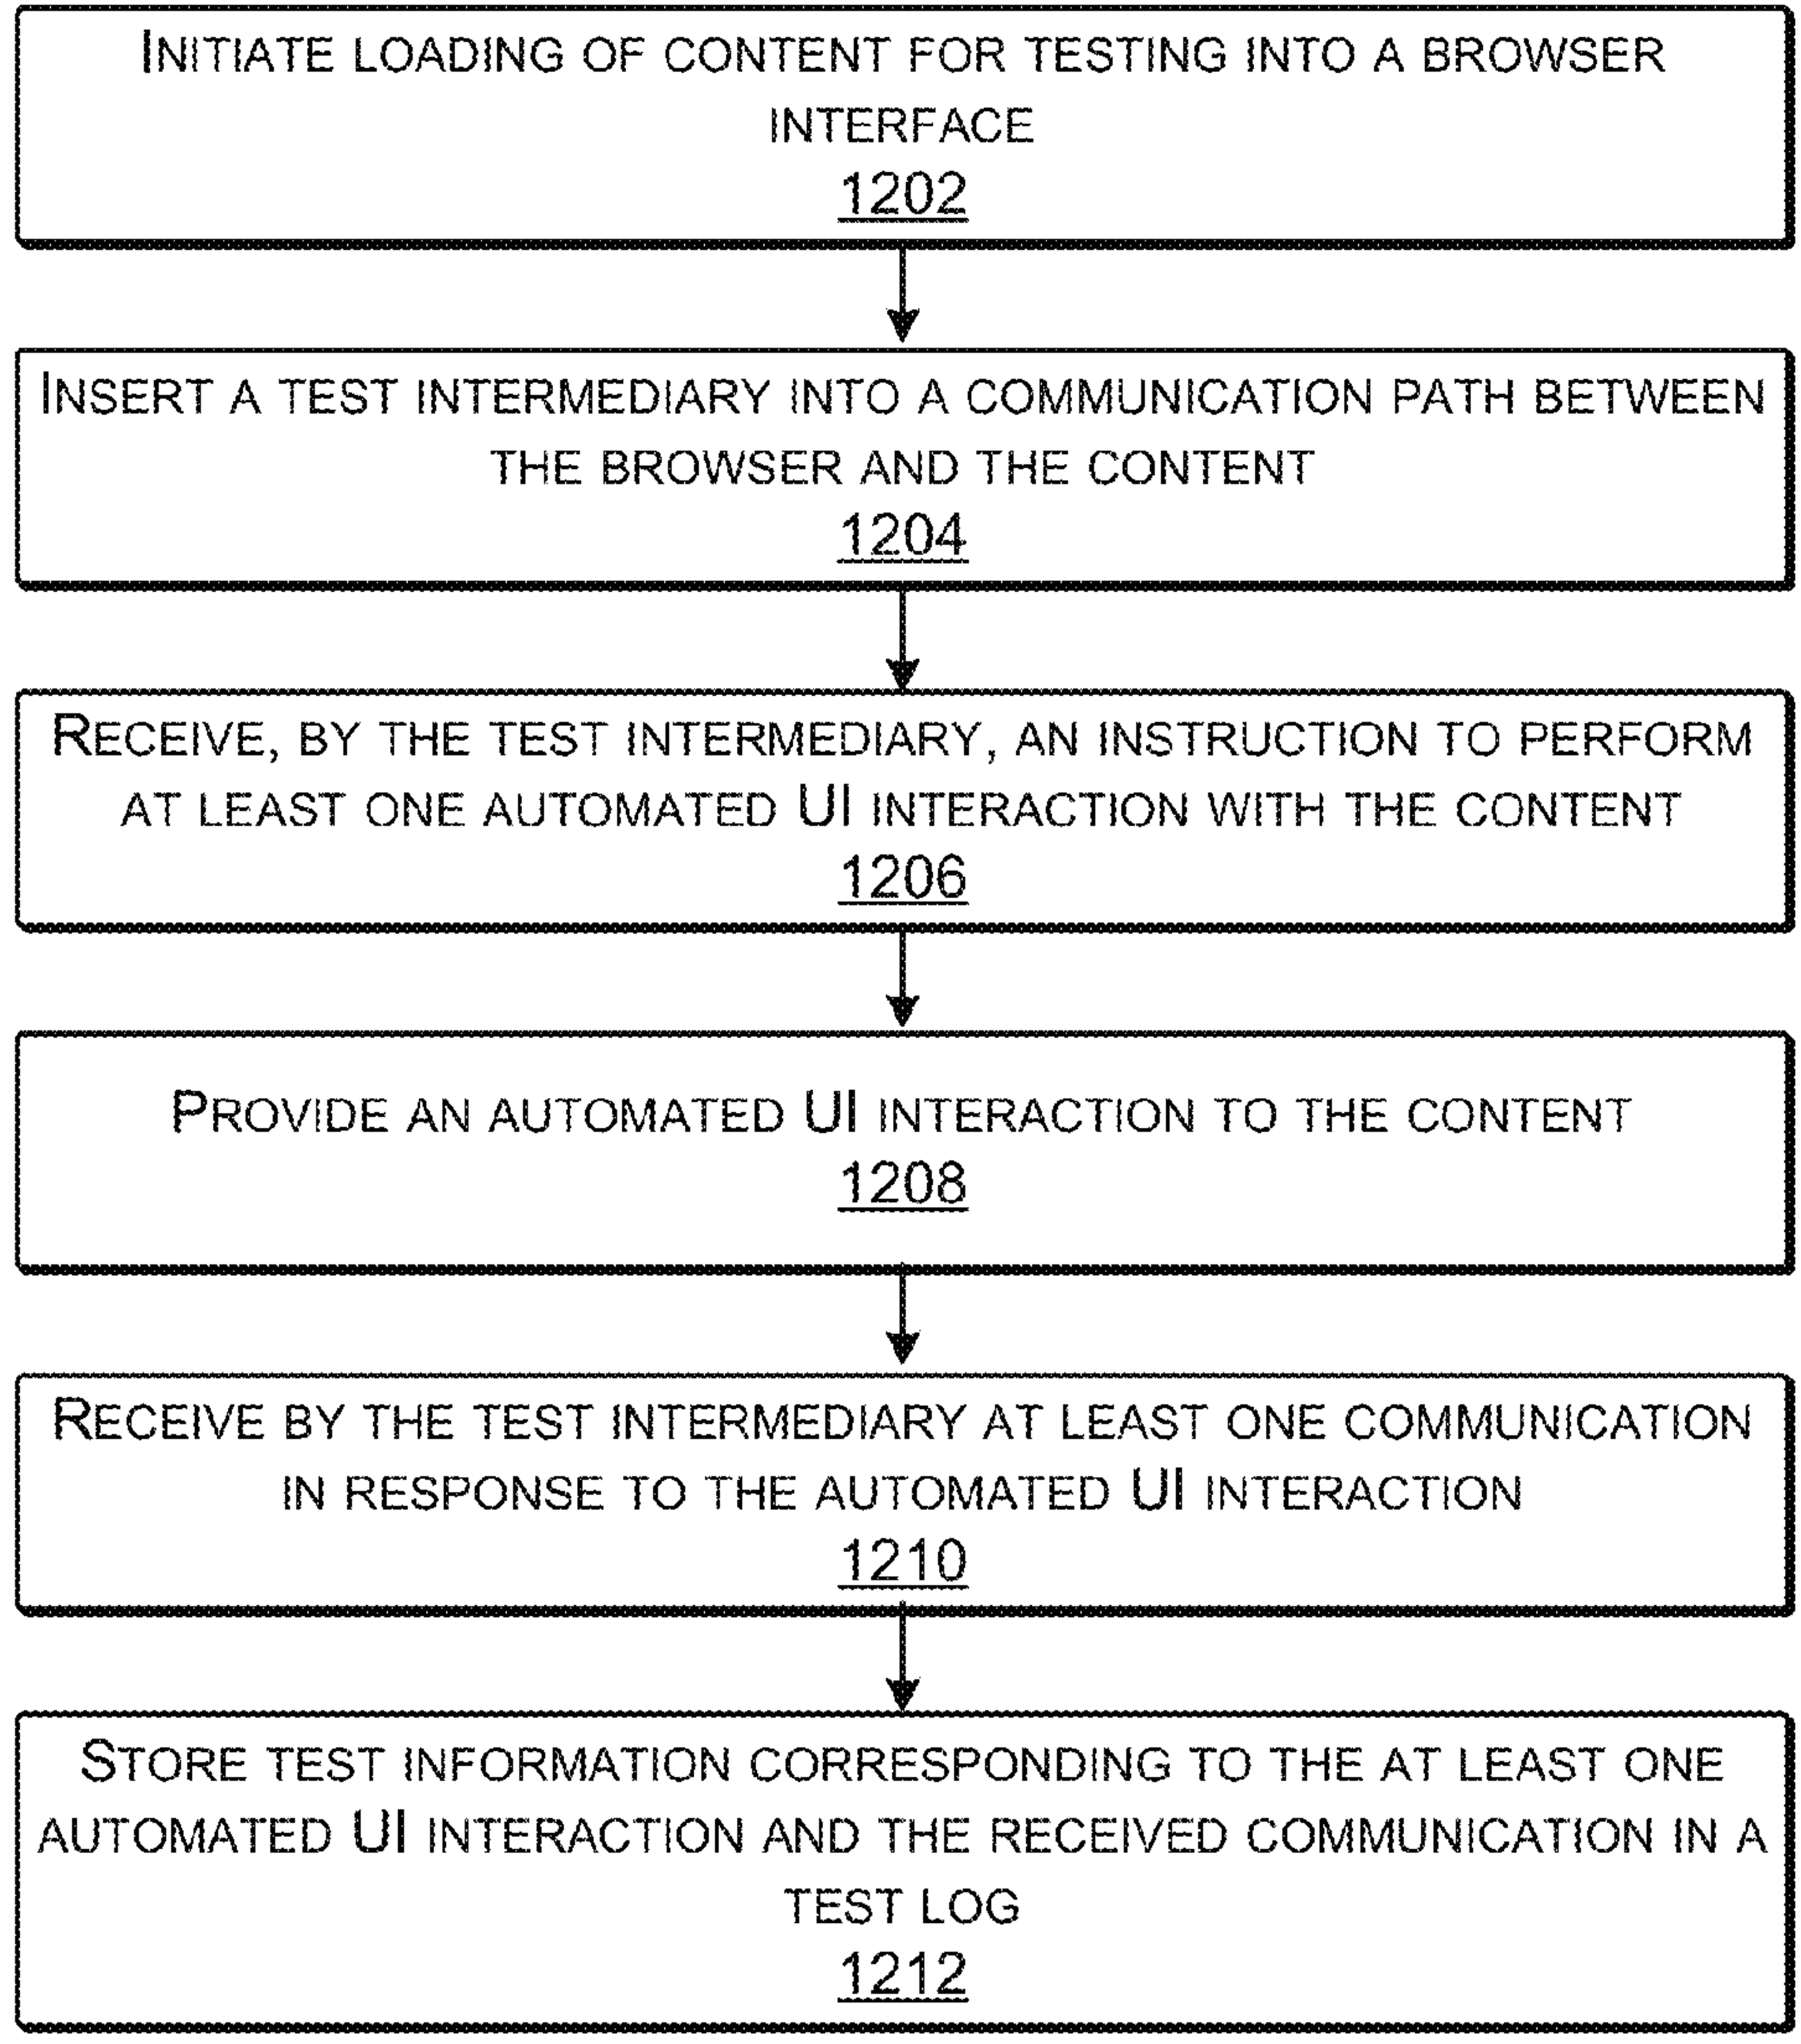 INITIATE LOADING OF CONTENT FOR TESTING INTO A BROWSER
INTERFACE
1202
INSERT A TEST INTERMEDIARY INTO A COMMUNICATION PATH BETWEEN
THE BROWSER AND THE CONTENT
1204
RECEIVE, BY THE TEST INTERMEDIARY, AN INSTRUCTION TO PERFORM
AT LEAST ONE AUTOMATED UI INTERACTION WITH THE CONTENT
1206
PROVIDE AN AUTOMATED UI INTERACTION TO THE CONTENT
1208
RECEIVE BY THE TEST INTERMEDIARY AT LEAST ONE COMMUNICATION
IN RESPONSE TO THE AUTOMATED UI INTERACTION
1210
STORE TEST INFORMATION CORRESPONDING TO THE AT LEAST ONE
AUTOMATED UI INTERACTION AND THE RECEIVED COMMUNICATION IN A
TEST LOG
1212